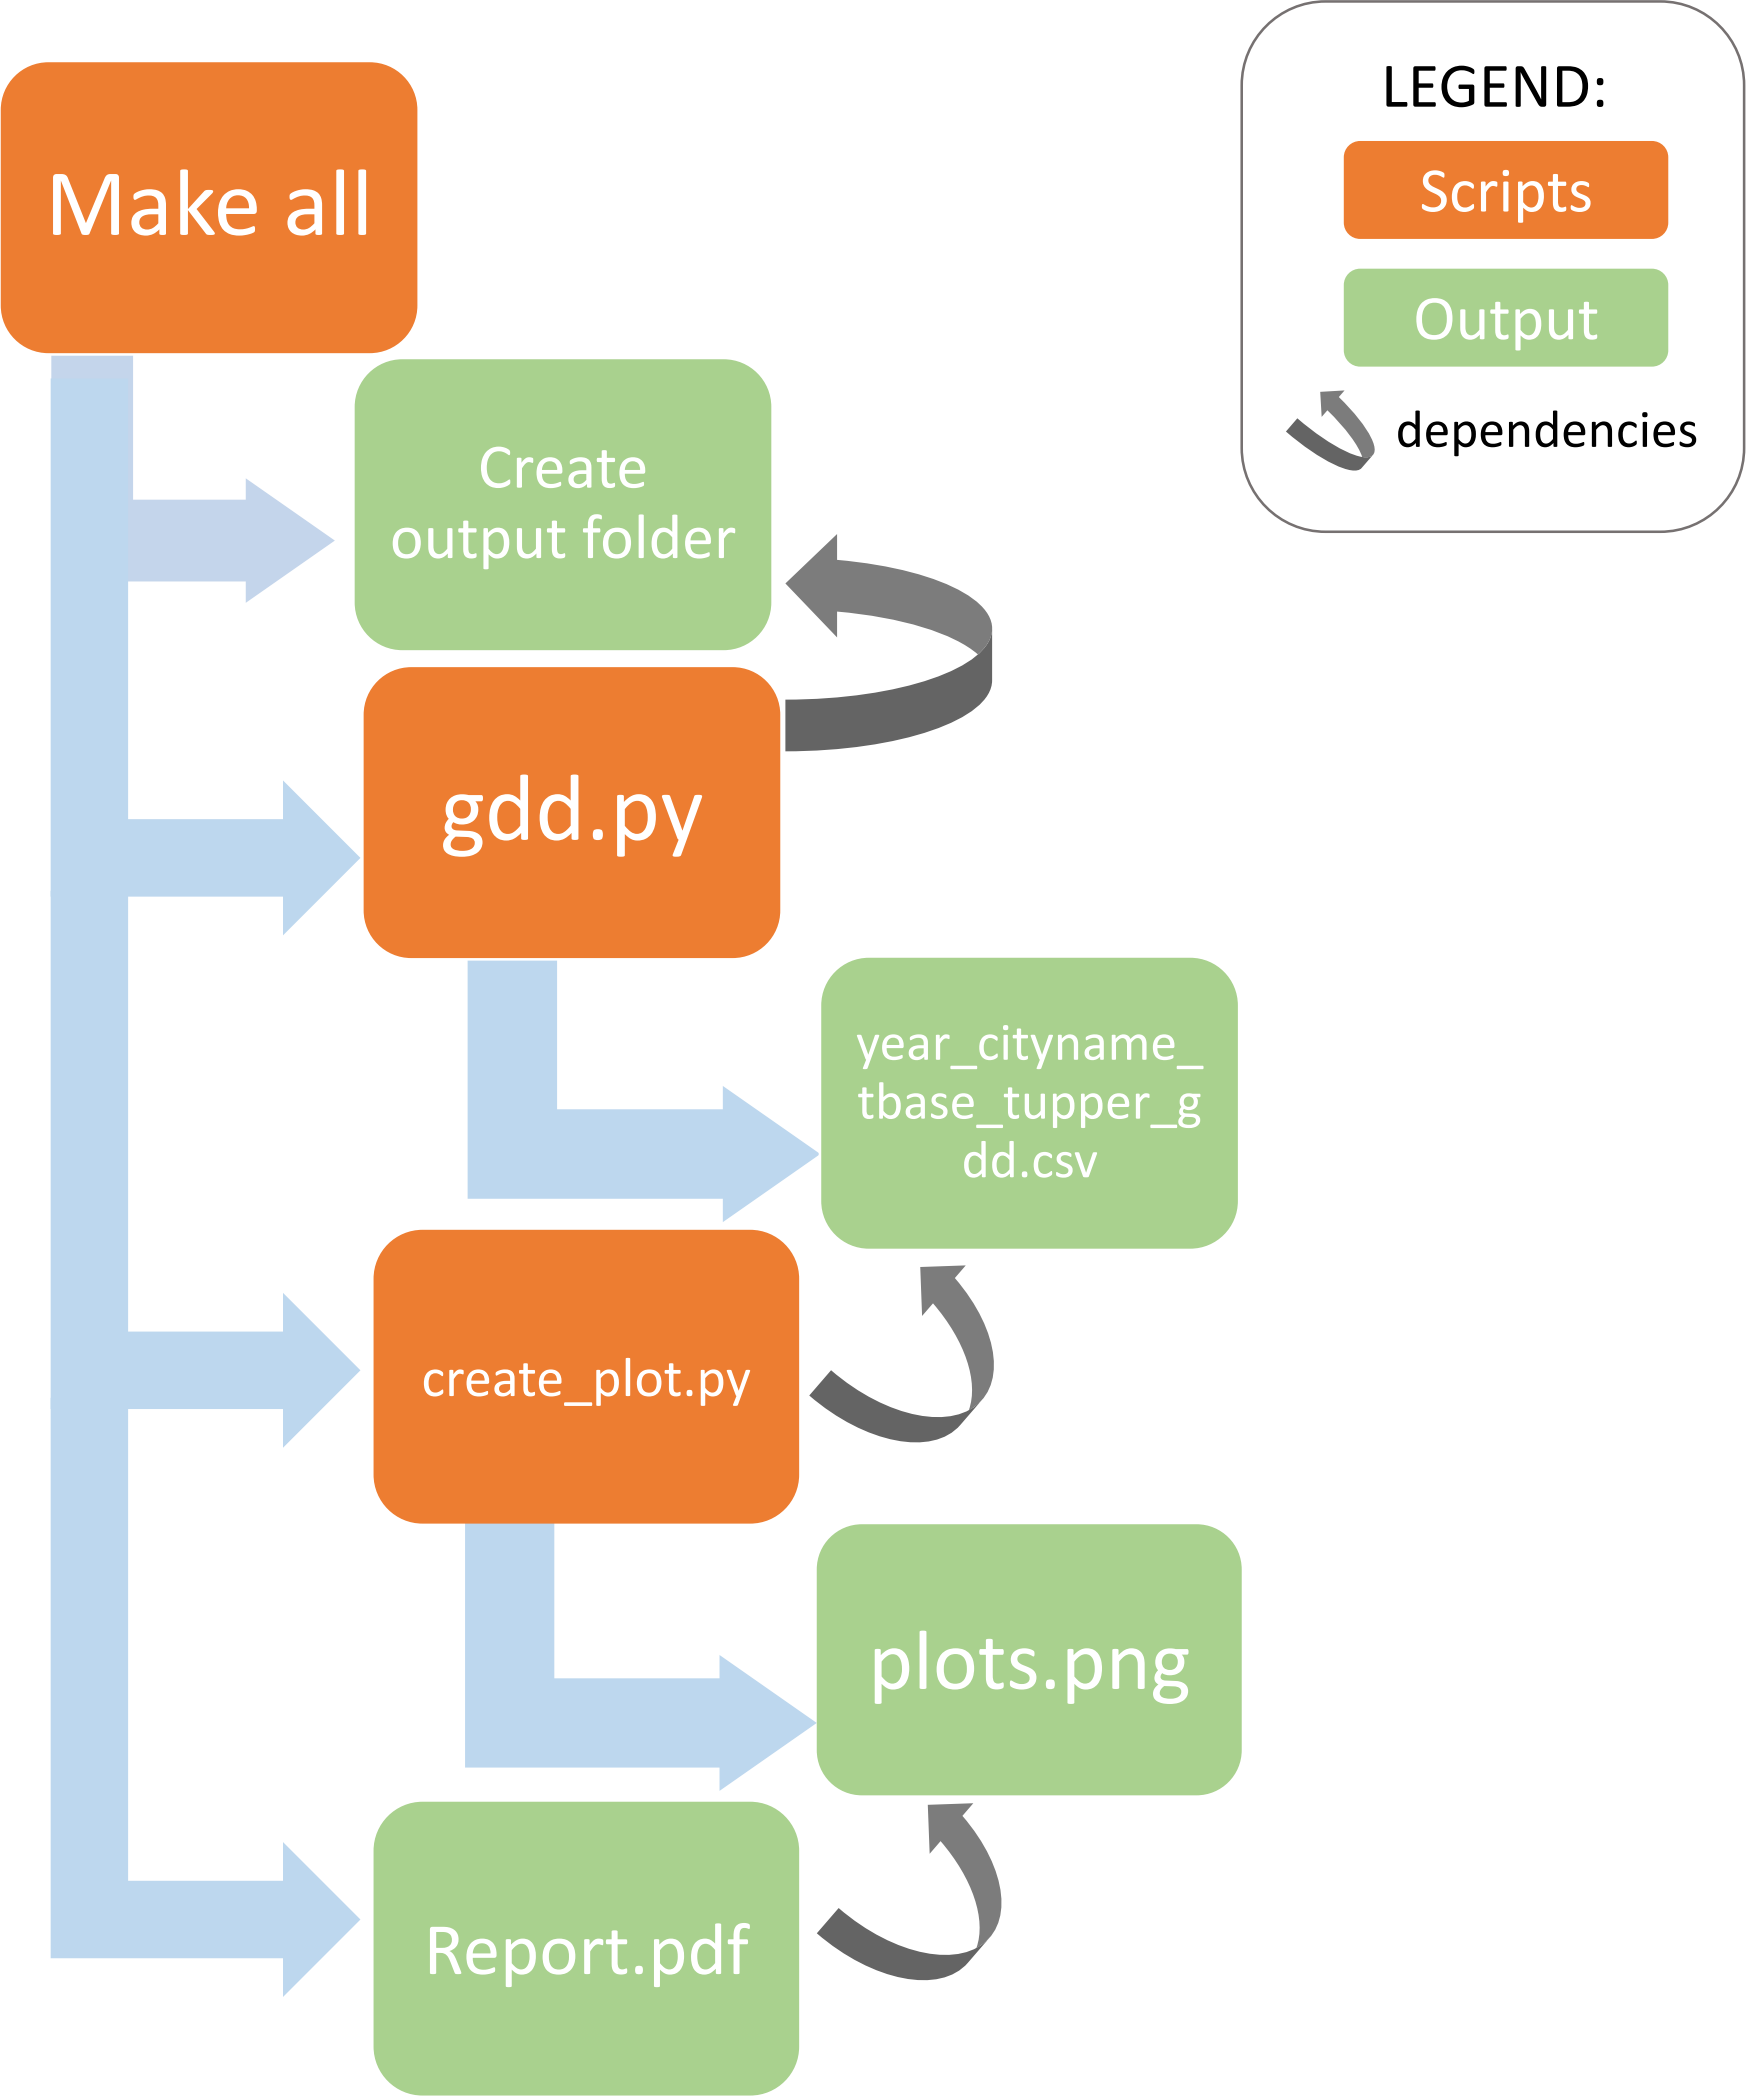 Make all
LEGEND:
Scripts
Output
dependencies
Create
output folder
gdd.py
year_cityname_
tbase_tupper_g
dd.csv
create_plot.py
plots.png
Report.pdf